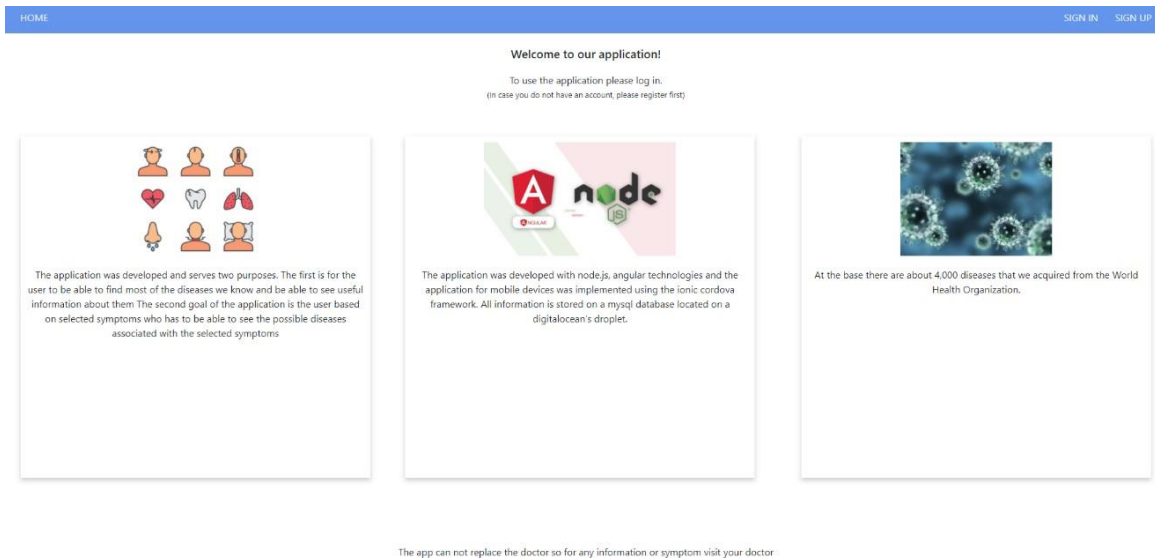 HOME
SIGN IN
SIGN UP
Welcome to our application!
To use the application please log in.
(In case you do not have an account, please register first)
The application was developed and serves two purposes. The first is for the
user to be able to find most of the diseases we know and be able to see useful
information about them The second goal of the application is the user based
on selected symptoms who has to be able to see the possible diseases
associated with the selected symptoms
A
ANGULAR
node
JS
The application was developed with node.js, angular technologies and the
application for mobile devices was implemented using the ionic cordova
framework. All information is stored on a mysql database located on a
digitalocean's droplet.
At the base there are about 4,000 diseases that we acquired from the World
Health Organization.
The app can not replace the doctor so for any information or symptom visit your doctor